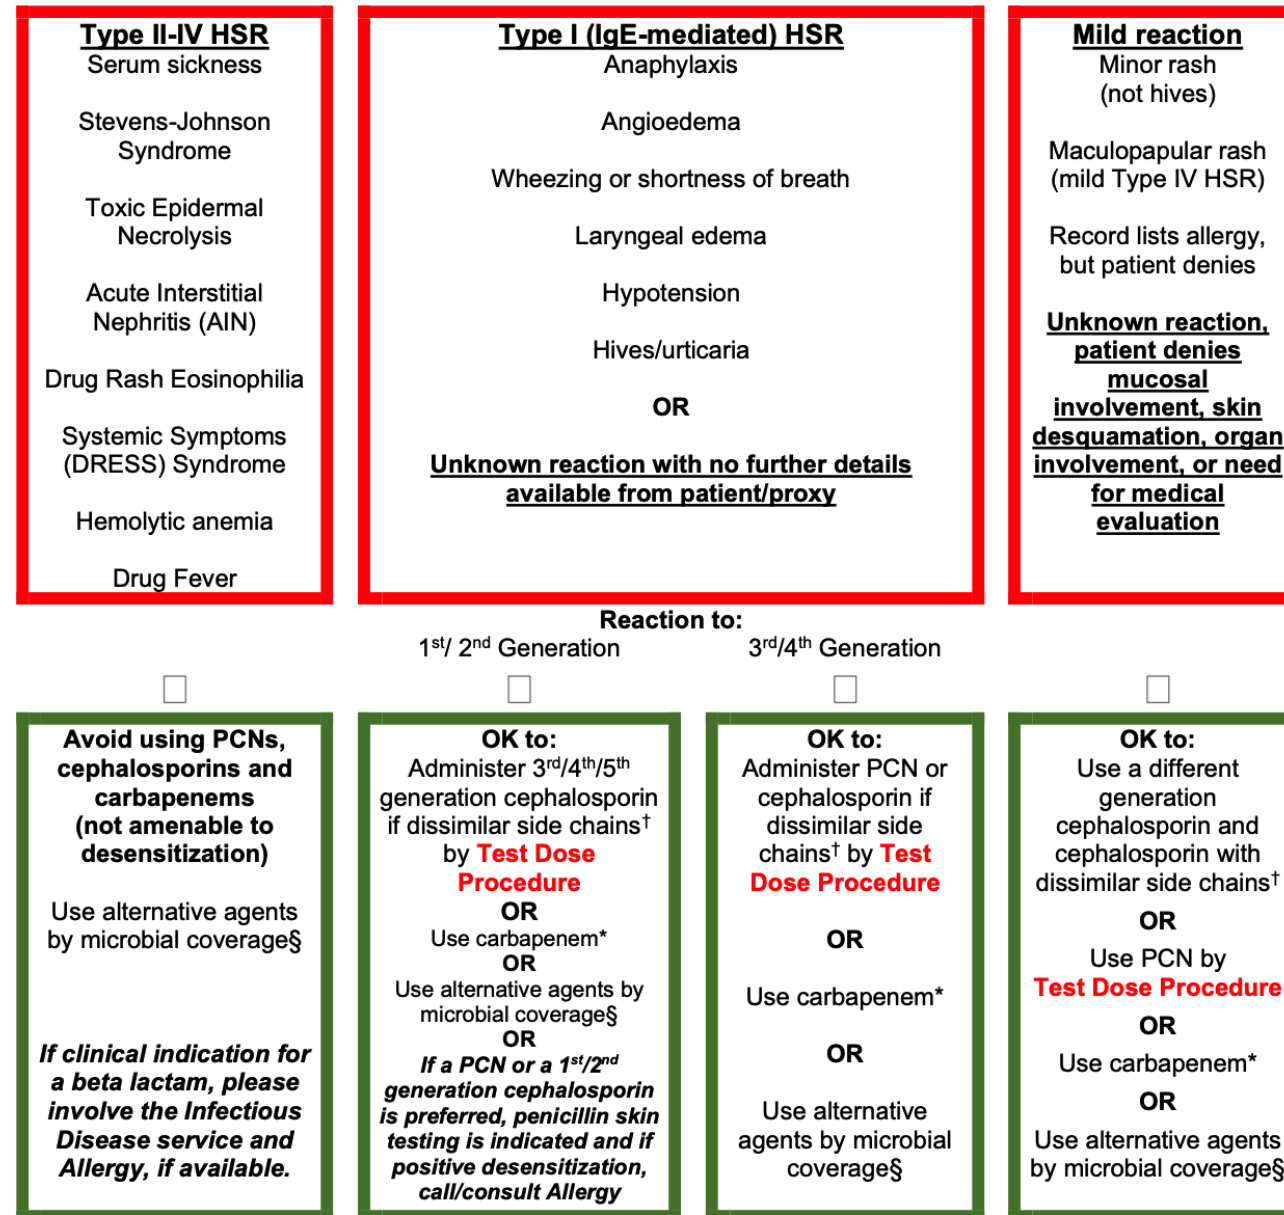 Type II-IV HSR
Serum sickness
Stevens-Johnson
Syndrome
Toxic Epidermal
Necrolysis
Acute Interstitial
Nephritis (AIN)
Drug Rash Eosinophilia
Systemic Symptoms
(DRESS) Syndrome
Hemolytic anemia
Drug Fever
Type I (IgE-mediated) HSR
Anaphylaxis
Angioedema
Wheezing or shortness of breath
Laryngeal edema
Hypotension
Hives/urticaria
OR
Unknown reaction with no further details
available from patient/proxy
Mild reaction
Minor rash
(not hives)
Maculopapular rash
(mild Type IV HSR)
Record lists allergy,
but patient denies
Unknown reaction,
patient denies
mucosal
involvement, skin
desquamation, organ
involvement, or need
for medical
evaluation
Reaction to:
1st/ 2nd Generation
3rd/4th Generation
Avoid using PCNs,
cephalosporins and
carbapenems
(not amenable to
desensitization)
Use alternative agents
by microbial coverage§
If clinical indication for
a beta lactam, please
involve the Infectious
Disease service and
Allergy, if available.
OK to:
Administer 3rd/4th/5th
generation cephalosporin
if dissimilar side chains†
by Test Dose
Procedure
OR
Use carbapenem*
OR
Use alternative agents by
microbial coverage§
OR
If a PCN or a 1st/2nd
generation cephalosporin
is preferred, penicillin skin
testing is indicated and if
positive desensitization,
call/consult Allergy
OK to:
Administer PCN or
cephalosporin if
dissimilar side
chains† by Test
Dose Procedure
OR
Use carbapenem*
OR
Use alternative
agents by microbial
coverage§
OK to:
Use a different
generation
cephalosporin and
cephalosporin with
dissimilar side chains†
OR
Use PCN by
Test Dose Procedure
OR
Use carbapenem*
OR
Use alternative agents
by microbial coverage§